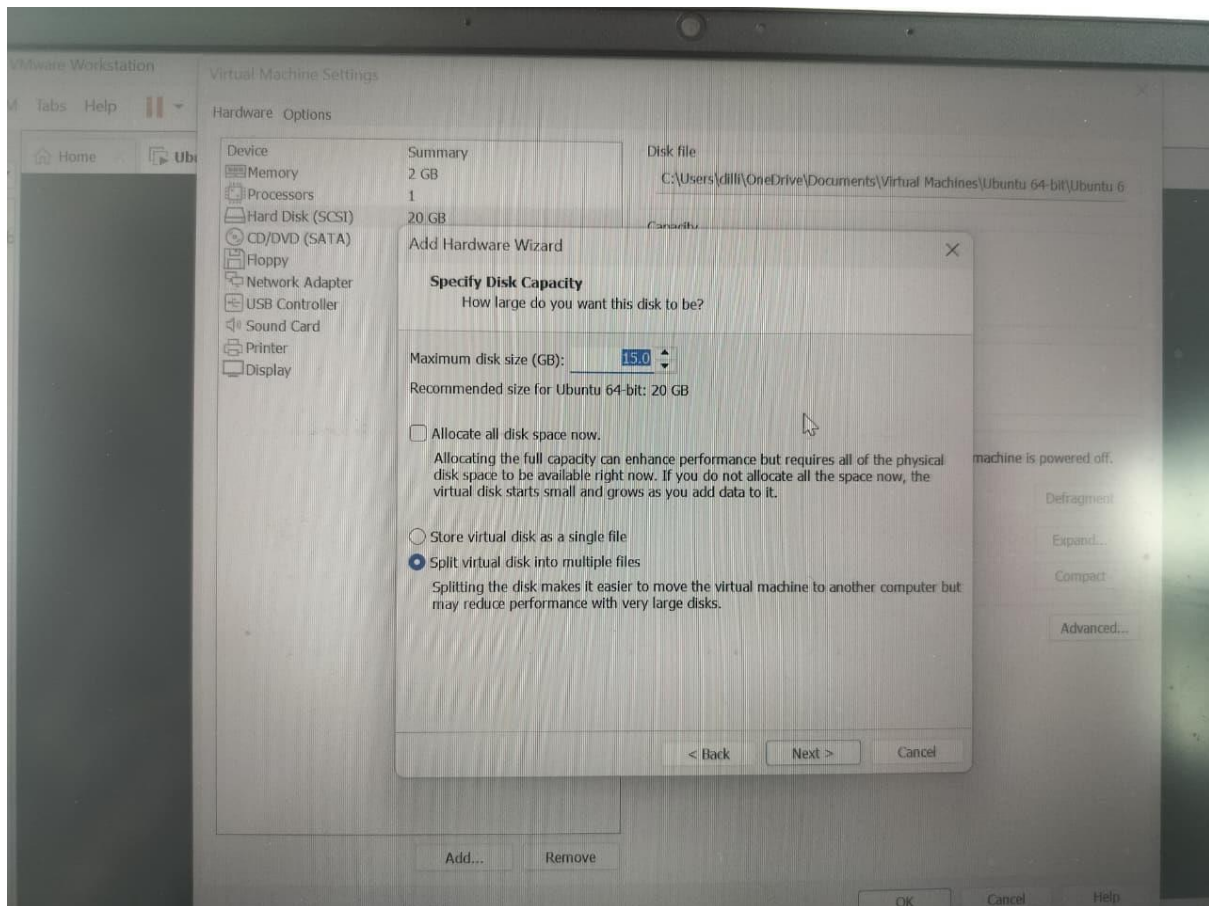 VMware Workstation
Tabs Help
Home
Ubu
Virtual Machine Settings
Hardware Options
Device Summary
Memory 2 GB
Processors 1
Hard Disk (SCSI) 20 GB
CD/DVD (SATA)
Floppy
Network Adapter
USB Controller
Sound Card
Printer
Display
Disk file
C:\Users\dilli\OneDrive\Documents\Virtual Machines\Ubuntu 64-bit\Ubuntu 6
Capacity
Add Hardware Wizard
Specify Disk Capacity
How large do you want this disk to be?
Maximum disk size (GB): 15.0
Recommended size for Ubuntu 64-bit: 20 GB
Allocate all disk space now.
Allocating the full capacity can enhance performance but requires all of the physical
disk space to be available right now. If you do not allocate all the space now, the
virtual disk starts small and grows as you add data to it.
Store virtual disk as a single file
Split virtual disk into multiple files
Splitting the disk makes it easier to move the virtual machine to another computer but
may reduce performance with very large disks.
< Back Next > Cancel
machine is powered off.
Defragment
Expand...
Compact
Advanced...
Add... Remove
OK Cancel Help